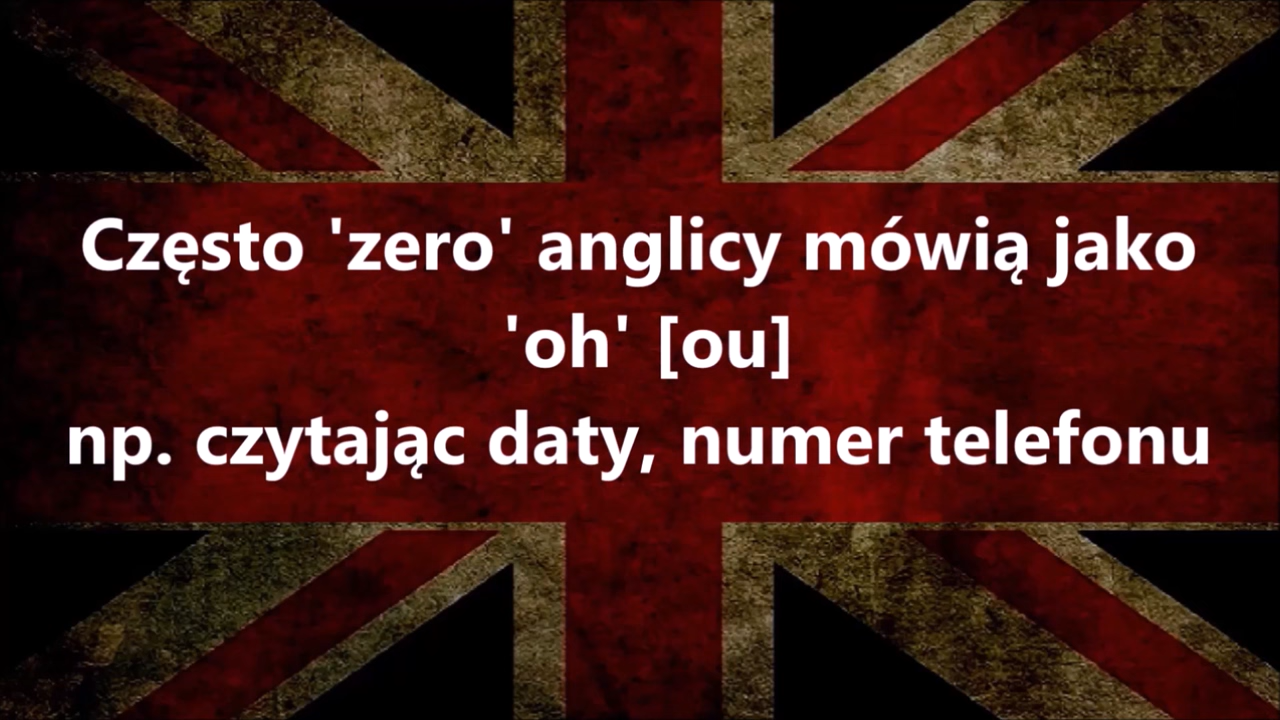 Często 'zero' anglicy mówią jako
'oh' [ou]
np. czytając daty, numer telefonu